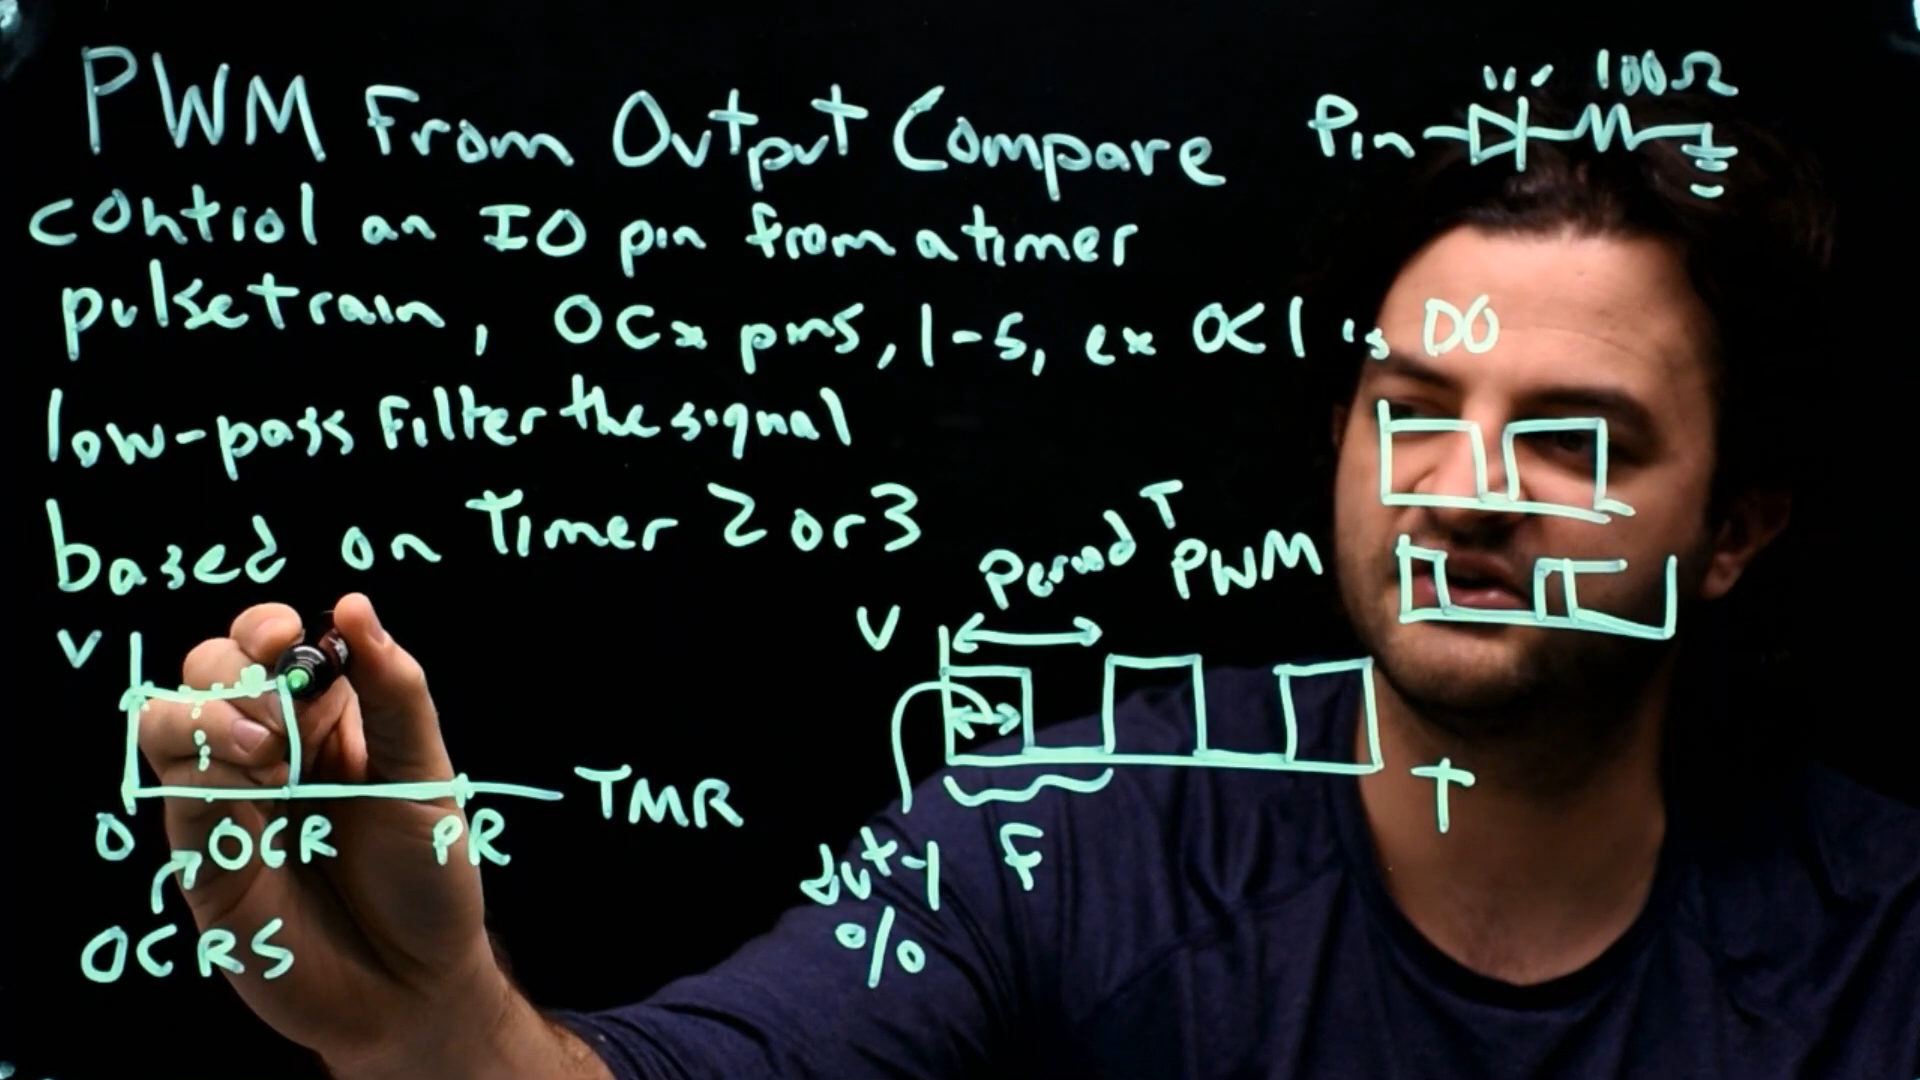 PWM From Output Compare
Pin 100Ω
control an IO pin from a timer
pulse train, OCx pins, 1-5, ex OC1 is D0
low-pass filter the signal
based on Timer 2 or 3
Period T
PWM
V
V
TMR
T
0 OCR PR
F
duty
%
OCRS